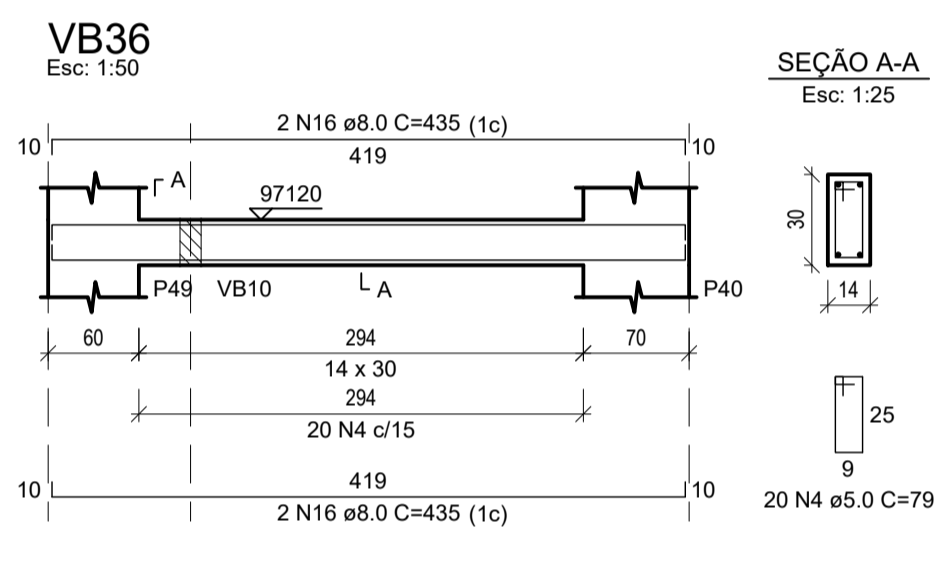 VB36
Esc: 1:50
SEÇÃO A-A
Esc: 1:25
2 N16 ø8.0 C=435 (1c)
10 419 10
A
97120
30
14
P49 VB10 A P40
60 294 70
14 x 30
294
20 N4 c/15
25
9
20 N4 ø5.0 C=79
10 419 10
2 N16 ø8.0 C=435 (1c)